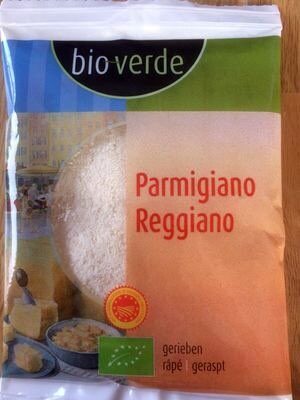 bio-verde
Parmigiano
Reggiano
gerieben
râpé | geraspt